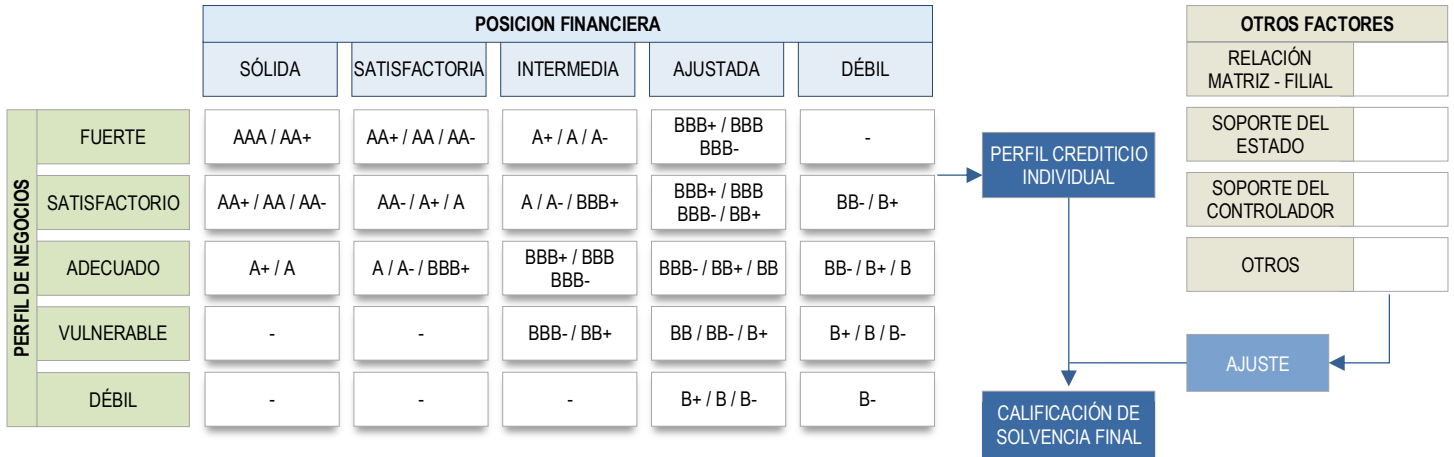 POSICION FINANCIERA
SÓLIDA
SATISFACTORIA
INTERMEDIA
AJUSTADA
DÉBIL
PERFIL DE NEGOCIOS
FUERTE
AAA / AA+
AA+ / AA / AA-
A+ / A / A-
BBB+ / BBB
BBB-
-
SATISFACTORIO
AA+ / AA / AA-
AA- / A+ / A
A / A- / BBB+
BBB+ / BBB
BBB- / BB+
BB- / B+
ADECUADO
A+ / A
A / A- / BBB+
BBB+ / BBB
BBB-
BBB- / BB+ / BB
BB- / B+ / B
VULNERABLE
-
-
BBB- / BB+
BB / BB- / B+
B+ / B / B-
DÉBIL
-
-
-
B+ / B / B-
B-
PERFIL CREDITICIO
INDIVIDUAL
CALIFICACIÓN DE
SOLVENCIA FINAL
OTROS FACTORES
RELACIÓN
MATRIZ - FILIAL
SOPORTE DEL
ESTADO
SOPORTE DEL
CONTROLADOR
OTROS
AJUSTE